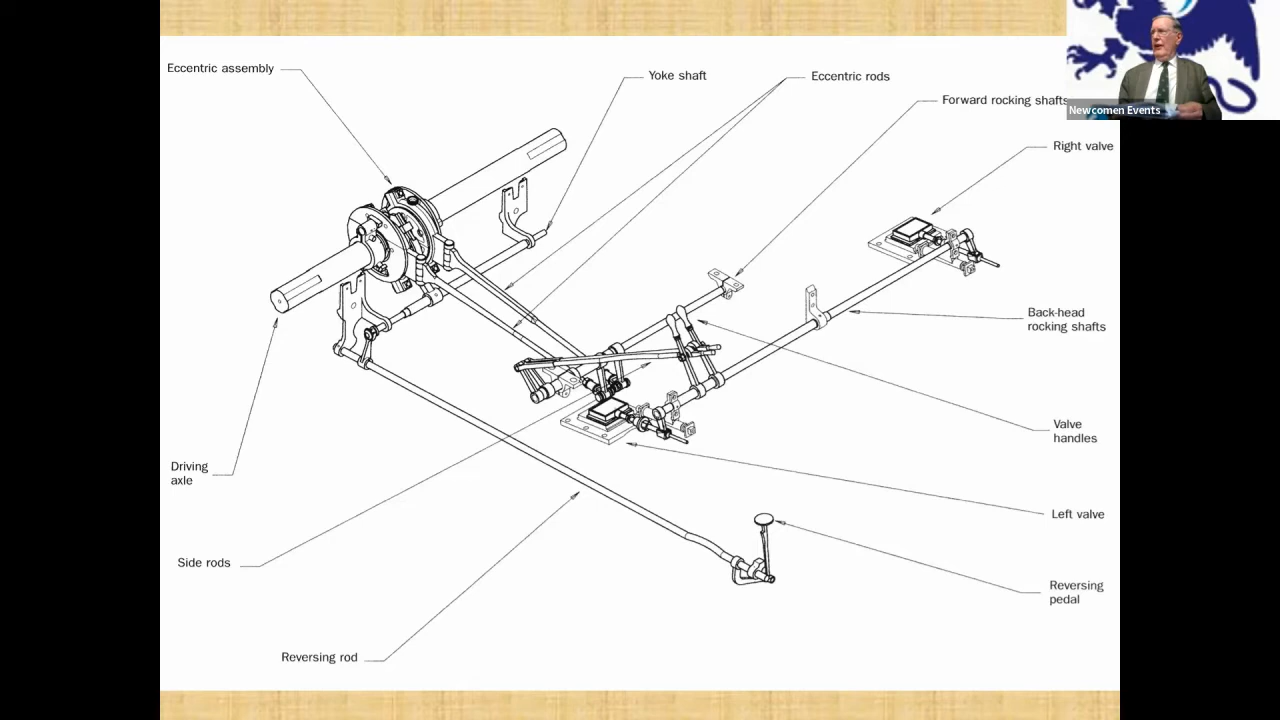 Eccentric assembly
Yoke shaft
Eccentric rods
Forward rocking shafts
Newcomen Events
Right valve
Back-head
rocking shafts
Valve
handles
Driving
axle
Left valve
Side rods
Reversing
pedal
Reversing rod